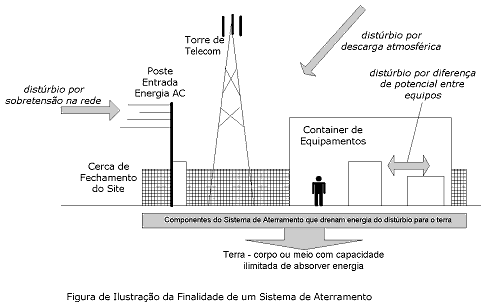 distúrbio por
descarga atmosférica
Torre de
Telecom
distúrbio por diferença
de potencial entre
equipos
Poste
Entrada
Energia AC
distúrbio por
sobretensão na rede
Container de
Equipamentos
Cerca de
Fechamento
do Site
Componentes do Sistema de Aterramento que drenam energia do distúrbio para o terra
Terra - corpo ou meio com capacidade
ilimitada de absorver energia
Figura de Ilustração da Finalidade de um Sistema de Aterramento